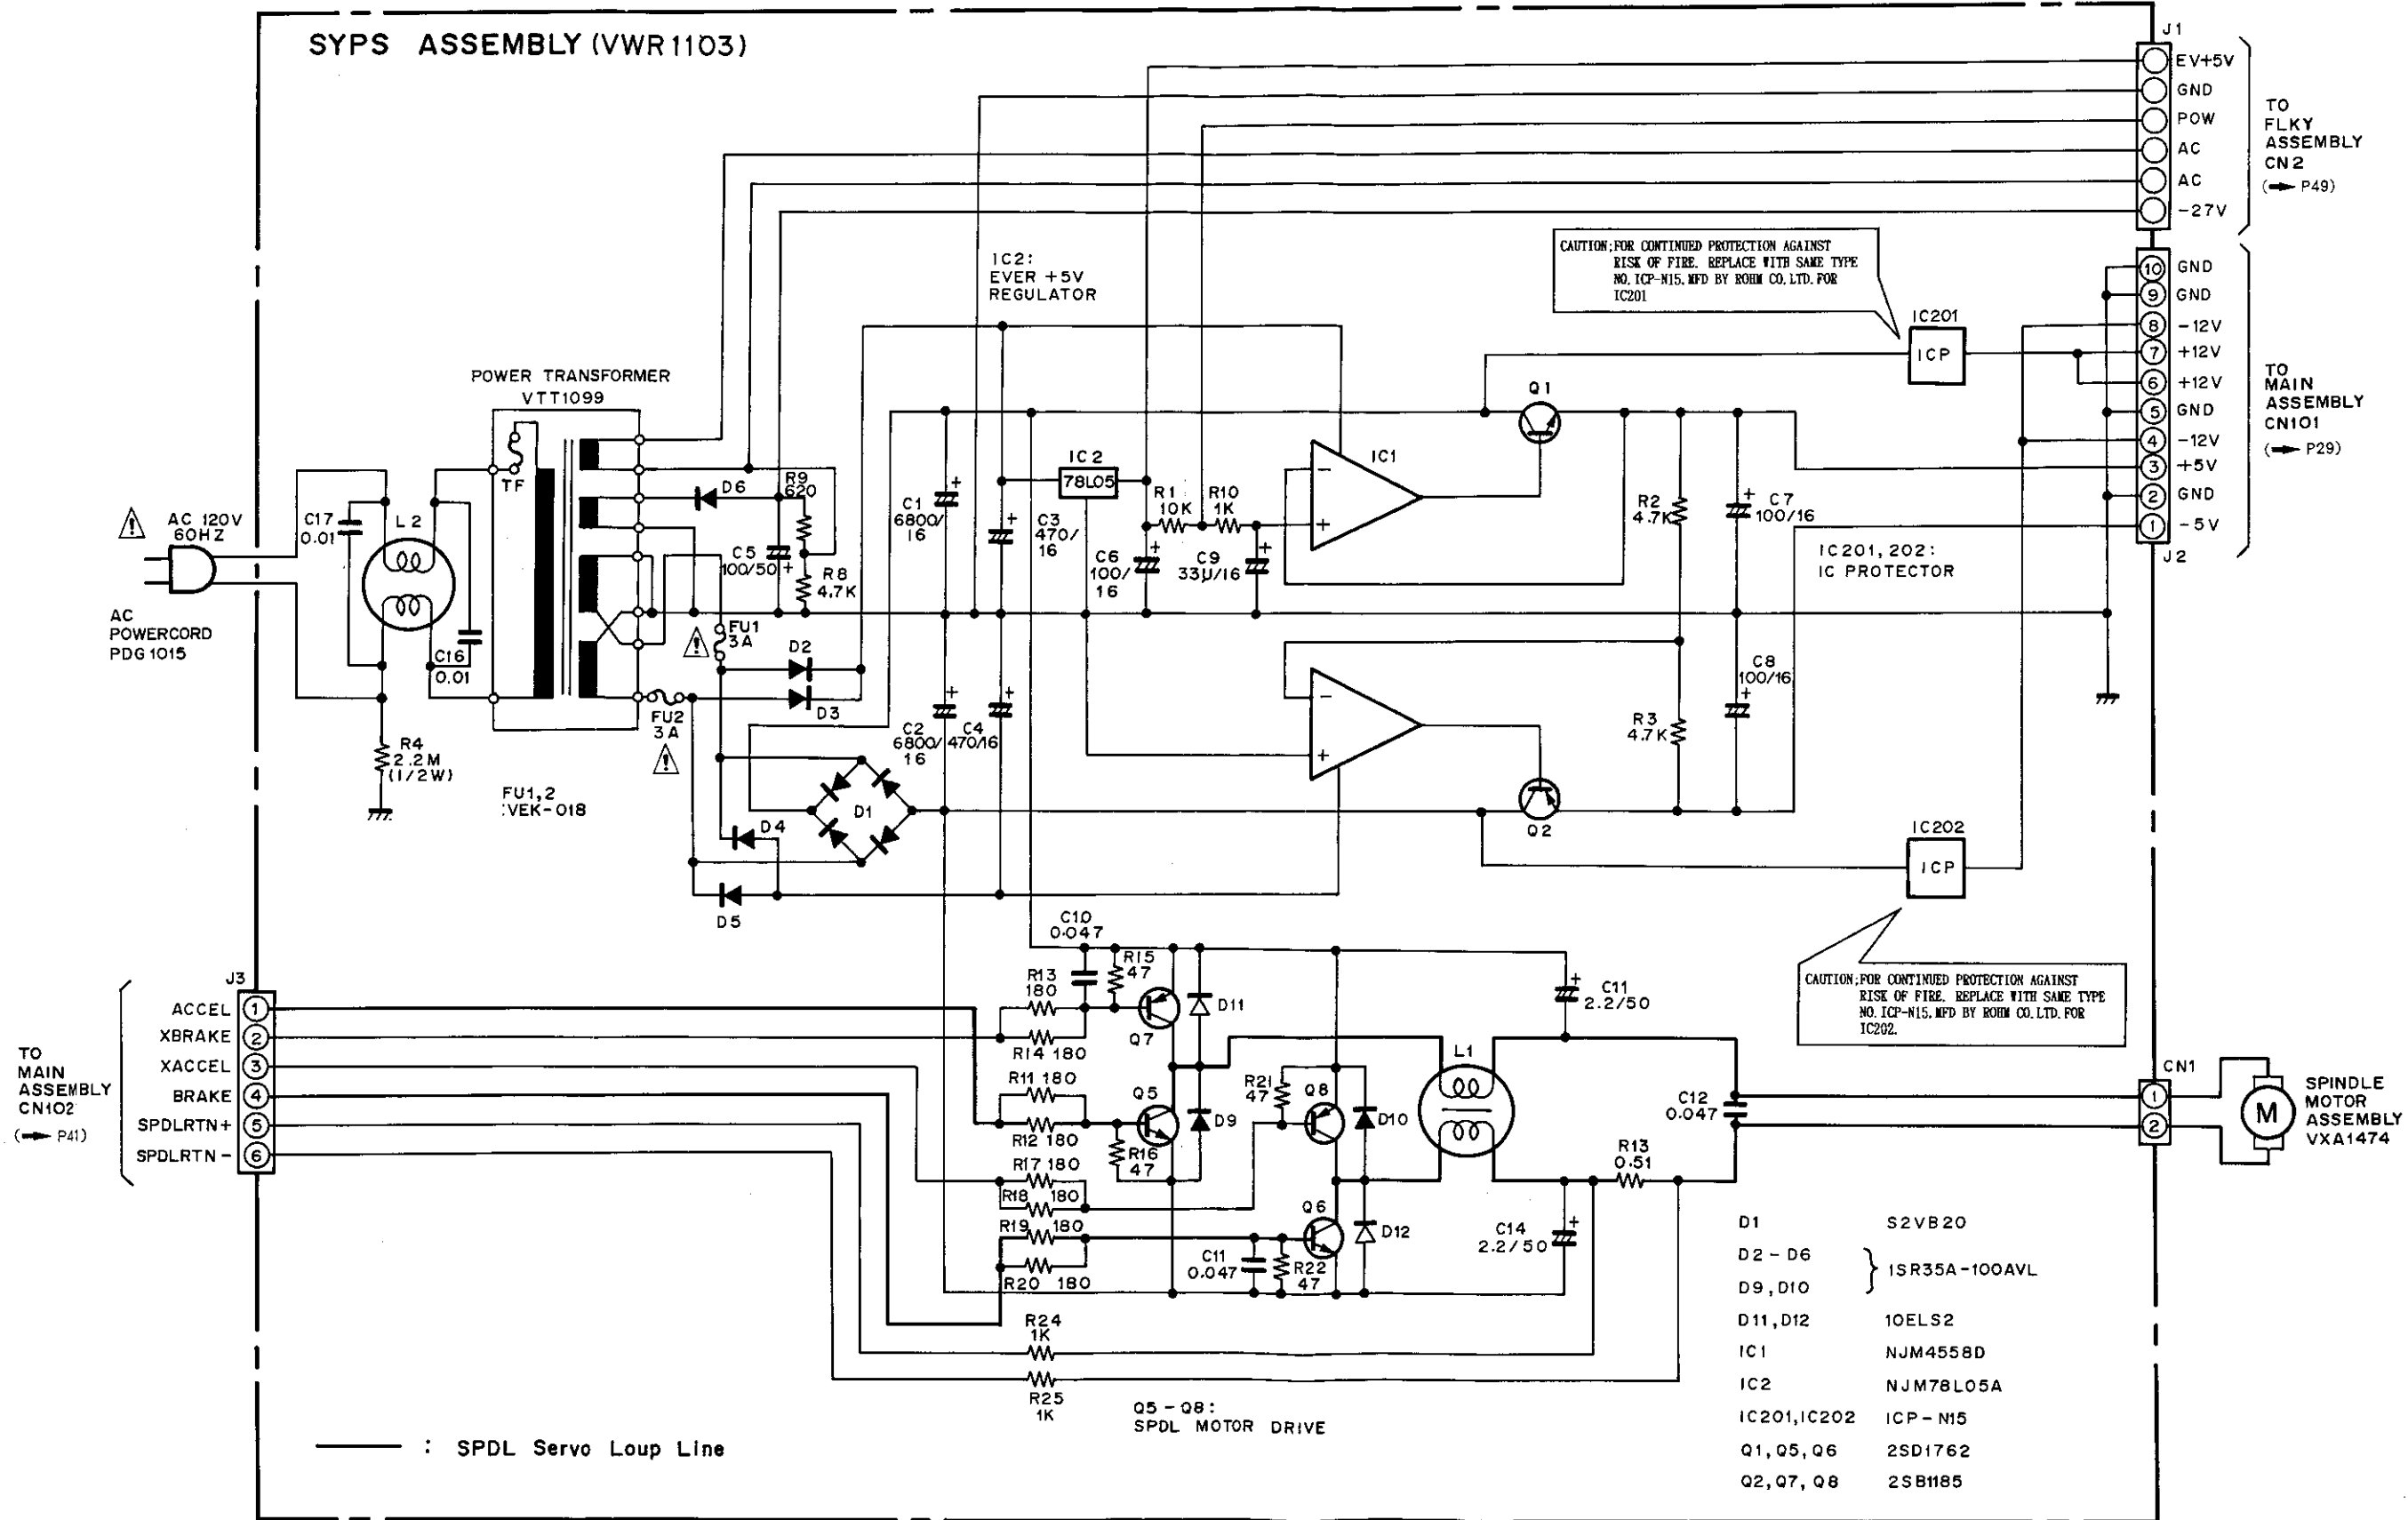 SYPS ASSEMBLY (VWR1103)
J1
EV+5V
GND
POW
AC
AC
-27V
TO
FLKY
ASSEMBLY
CN2
(➡ P49)
CAUTION;FOR CONTINUED PROTECTION AGAINST
RISK OF FIRE. REPLACE WITH SAME TYPE
NO. ICP-N15. MFD BY ROHM CO. LTD. FOR
IC201
IC2:
EVER +5V
REGULATOR
IC201
ICP
10 GND
9 GND
8 -12V
7 +12V
6 +12V
5 GND
4 -12V
3 +5V
2 GND
1 -5V
J2
TO
MAIN
ASSEMBLY
CN101
(➡ P29)
POWER TRANSFORMER
VTT1099
TF
AC 120V
60HZ
AC
POWERCORD
PDG1015
C17
0.01
L2
C16
0.01
R4
2.2M
(1/2W)
D6
R9
620
C5
100/50 +
R8
4.7K
FU1
3A
FU2
3A
FU1,2
:VEK-018
D2
D3
D1
D4
D5
C1
6800/
16
+
C3
470/
16
+
IC2
78L05
R1
10K
R10
1K
C6
100/
16
+
C9
33μ/16
+
IC1
-
+
Q1
R2
4.7K
C7
100/16
+
IC201,202:
IC PROTECTOR
C2
6800/
16
+
C4
470/16
+
-
+
R3
4.7K
C8
100/16
+
Q2
IC202
ICP
CAUTION;FOR CONTINUED PROTECTION AGAINST
RISK OF FIRE. REPLACE WITH SAME TYPE
NO. ICP-N15. MFD BY ROHM CO. LTD. FOR
IC202.
J3
ACCEL 1
XBRAKE 2
XACCEL 3
BRAKE 4
SPDLRTN+ 5
SPDLRTN- 6
TO
MAIN
ASSEMBLY
CN102
(➡ P41)
C10
0.047
R13
180
R15
47
R14 180
Q7
D11
R11 180
R12 180
Q5
D9
R16
47
R17 180
R18 180
R19 180
R20 180
R21
47
Q8
D10
Q6
D12
C11
0.047
R22
47
R24
1K
R25
1K
L1
C11
2.2/50
+
C14
2.2/50
+
R13
0.51
C12
0.047
CN1
1
2
M
SPINDLE
MOTOR
ASSEMBLY
VXA1474
Q5-Q8:
SPDL MOTOR DRIVE
: SPDL Servo Loup Line
D1 S2VB20
D2-D6
D9,D10
} 1SR35A-100AVL
D11,D12 10ELS2
IC1 NJM4558D
IC2 NJM78L05A
IC201,IC202 ICP-N15
Q1,Q5,Q6 2SD1762
Q2,Q7,Q8 2SB1185